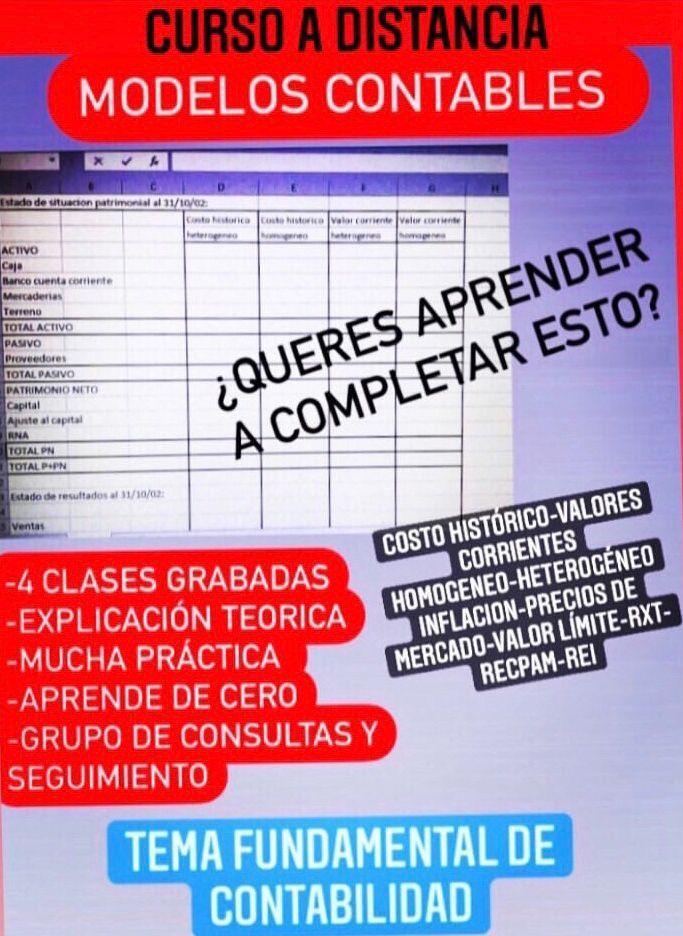 CURSO A DISTANCIA
MODELOS CONTABLES
A B C D E F G H
Estado de situacion patrimonial al 31/10/02:
Costo historico Costo historico Valor corriente Valor corriente
heterogeneo homogeneo heterogeneo homogeneo
ACTIVO
Caja
Banco cuenta corriente
Mercaderias
Terreno
TOTAL ACTIVO
PASIVO
Proveedores
TOTAL PASIVO
PATRIMONIO NETO
Capital
Ajuste al capital
RNA
TOTAL PN
TOTAL P+PN
Estado de resultados al 31/10/02:
Ventas
¿QUERES APRENDER
A COMPLETAR ESTO?
COSTO HISTÓRICO-VALORES
CORRIENTES
HOMOGENEO-HETEROGÉNEO
INFLACION-PRECIOS DE
MERCADO-VALOR LÍMITE-RXT-
RECPAM-REI
-4 CLASES GRABADAS
-EXPLICACIÓN TEORICA
-MUCHA PRÁCTICA
-APRENDE DE CERO
-GRUPO DE CONSULTAS Y
SEGUIMIENTO
TEMA FUNDAMENTAL DE
CONTABILIDAD